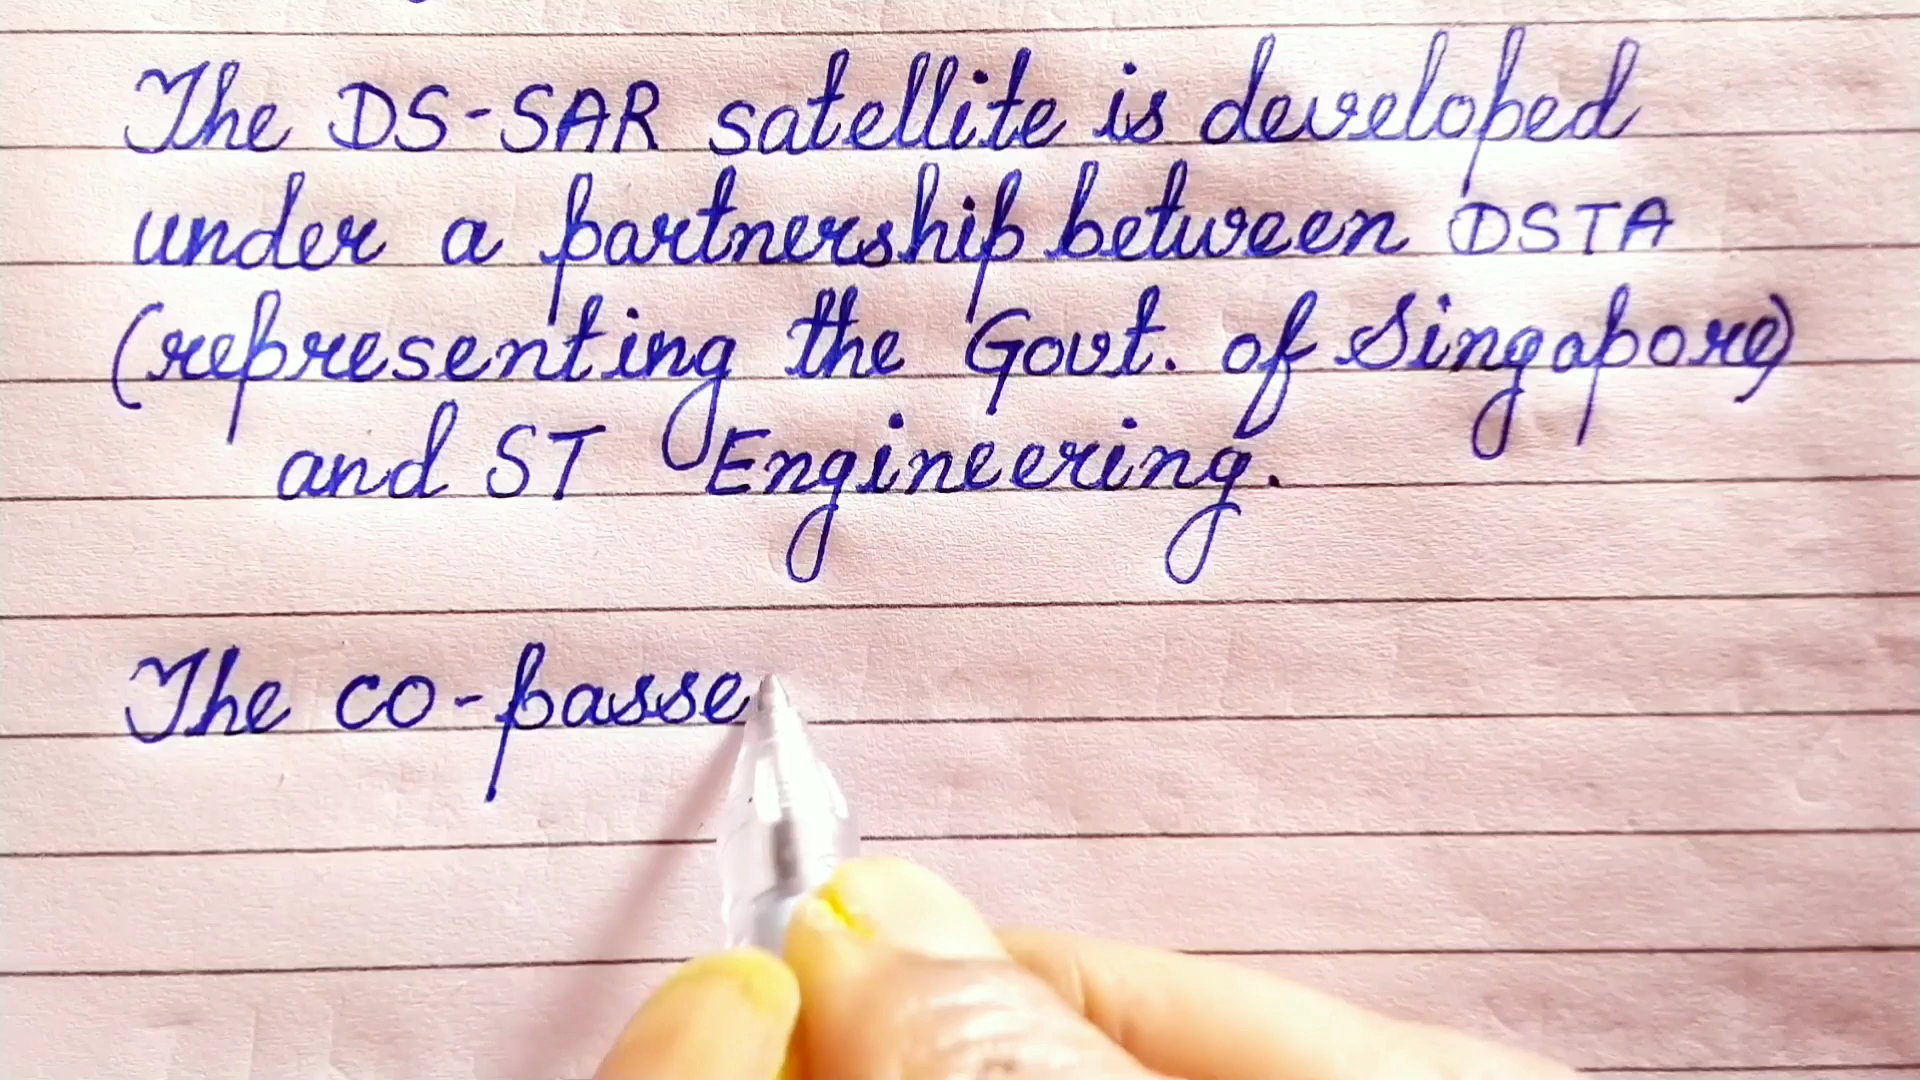 The DS-SAR satellite is developed
under a partnership between DSTA
(representing the Govt. of Singapore)
and ST Engineering.
The co-passe